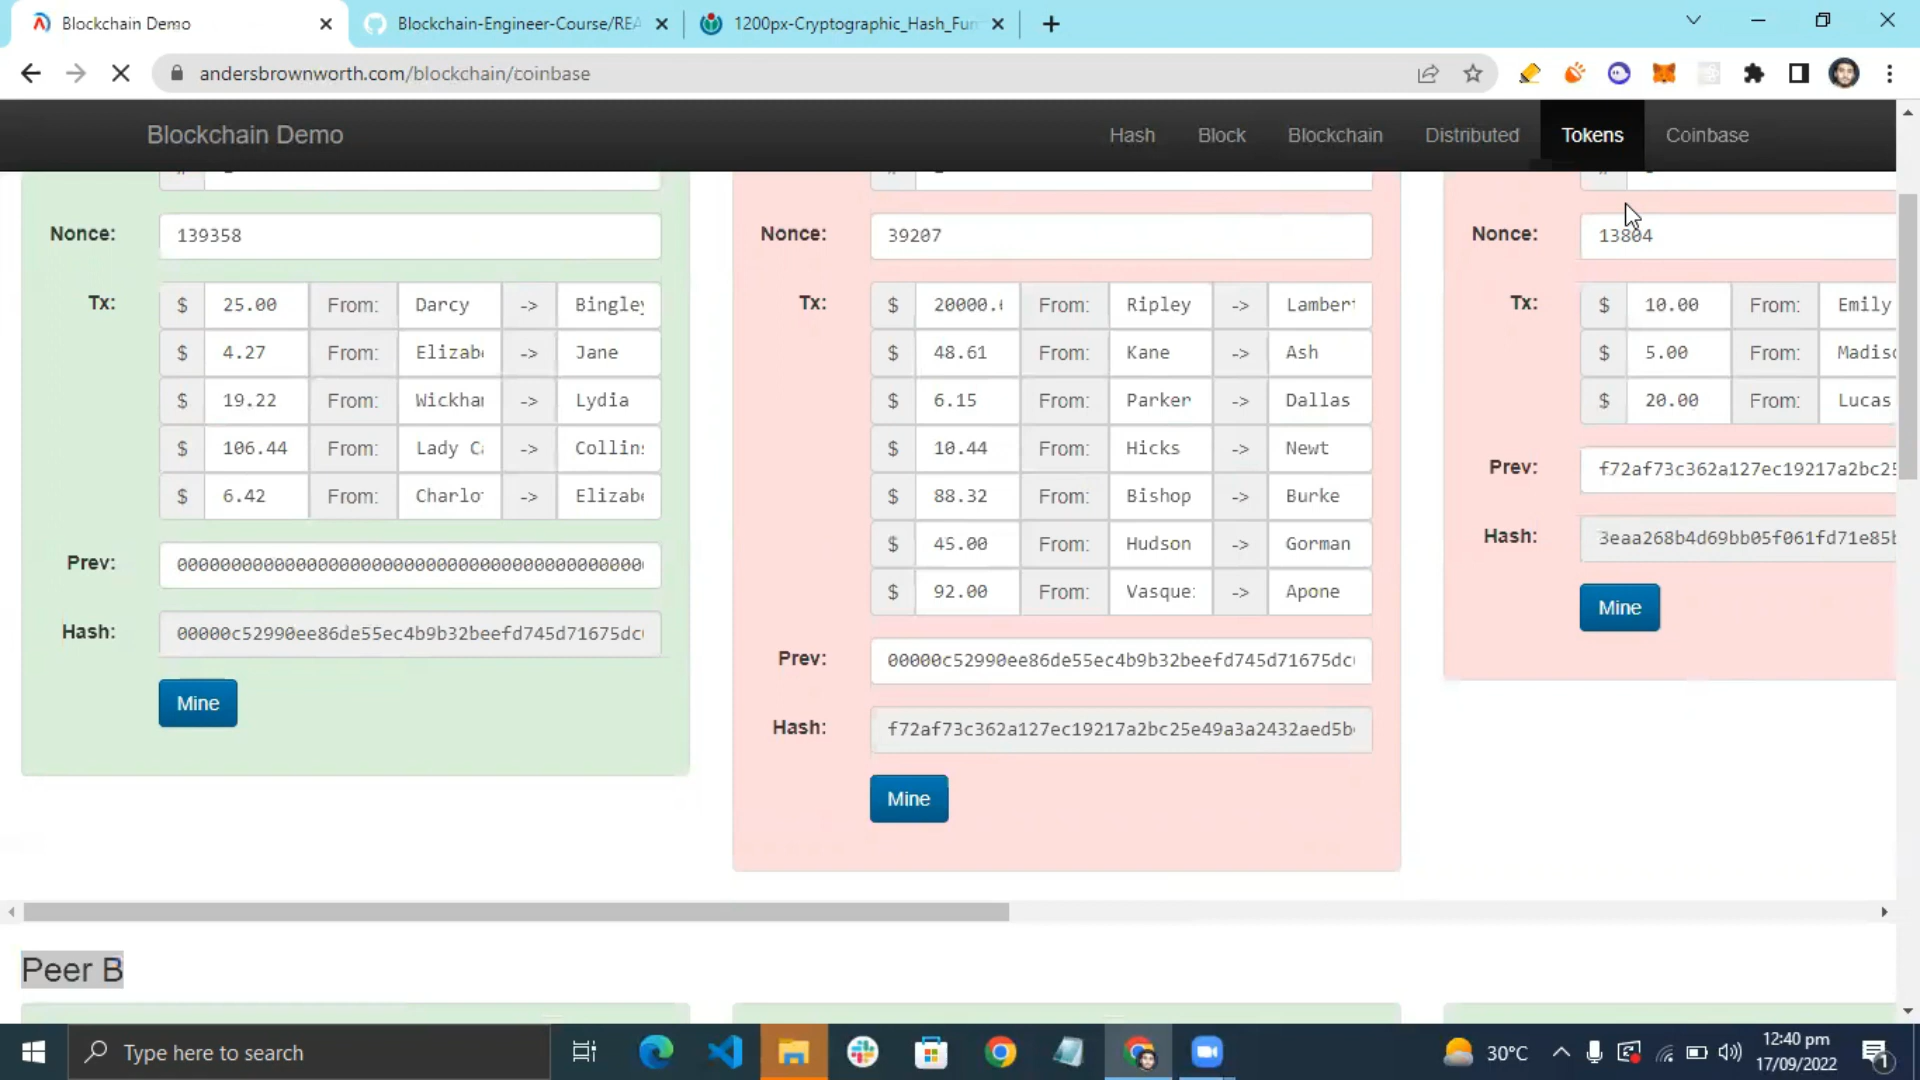 Blockchain Demo
Blockchain-Engineer-Course/REA
1200px-Cryptographic_Hash_Fun
andersbrownworth.com/blockchain/coinbase
Blockchain Demo
Hash
Block
Blockchain
Distributed
Tokens
Coinbase
Nonce: 139358
Tx: $ 25.00 From: Darcy -> Bingley
$ 4.27 From: Elizab -> Jane
$ 19.22 From: Wickha -> Lydia
$ 106.44 From: Lady C -> Collin
$ 6.42 From: Charlo -> Elizab
Prev:
Hash: 00000c52990ee86de55ec4b9b32beefd745d71675dc
Mine
Nonce: 39207
Tx: $ 20000. From: Ripley -> Lamber
$ 48.61 From: Kane -> Ash
$ 6.15 From: Parker -> Dallas
$ 10.44 From: Hicks -> Newt
$ 88.32 From: Bishop -> Burke
$ 45.00 From: Hudson -> Gorman
$ 92.00 From: Vasque -> Apone
Prev: 00000c52990ee86de55ec4b9b32beefd745d71675dc
Hash: f72af73c362a127ec19217a2bc25e49a3a2432aed5b
Mine
Nonce: 13804
Tx: $ 10.00 From: Emily
$ 5.00 From: Madis
$ 20.00 From: Lucas
Prev: f72af73c362a127ec19217a2bc2
Hash: 3eaa268b4d69bb05f061fd71e85b
Mine
Peer B
Type here to search
30°C
12:40 pm
17/09/2022
1